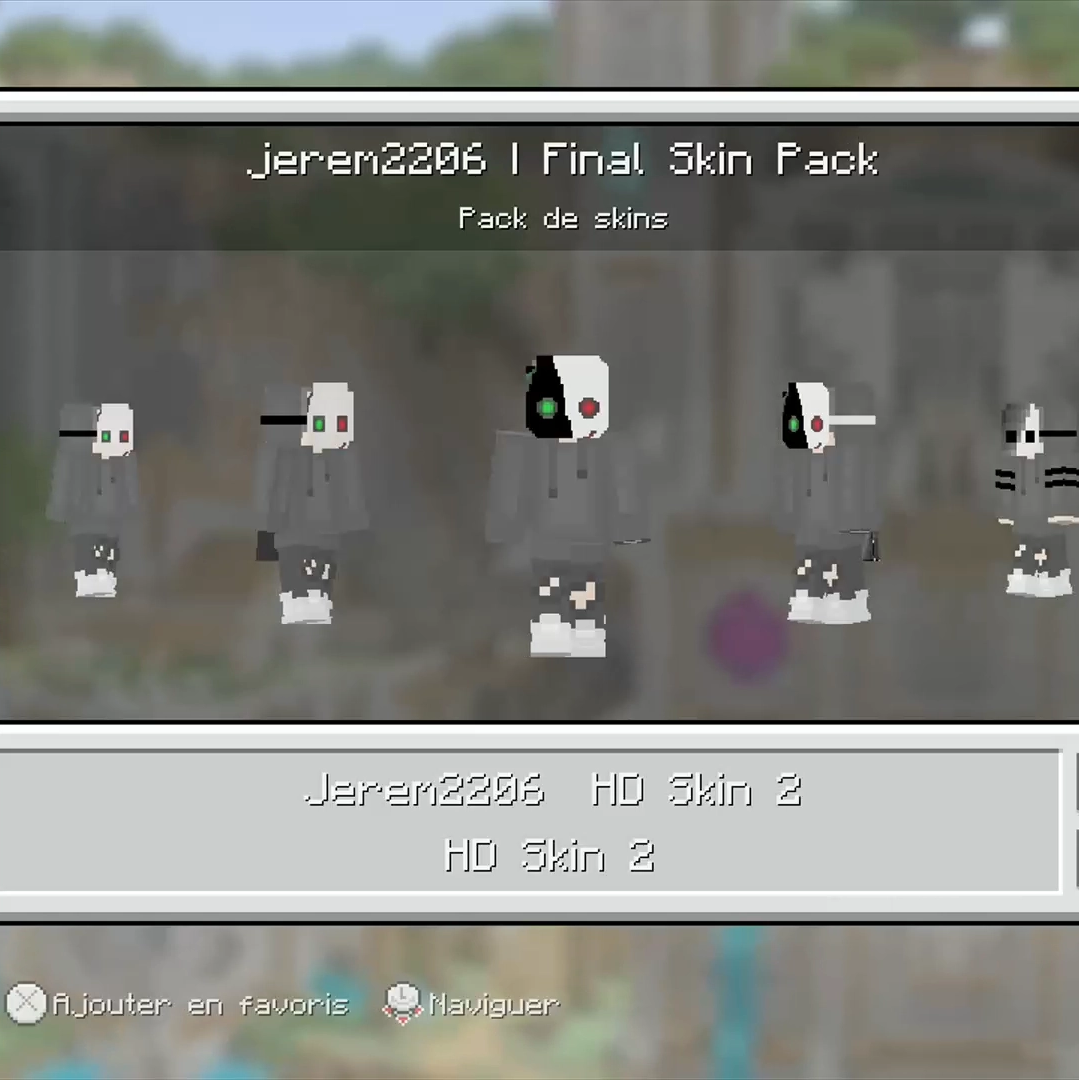 .jerem2206 | Final Skin Pack
Pack de skins
Jerem2206 HD Skin 2
HD Skin 2
Ajouter en favoris
Naviguer